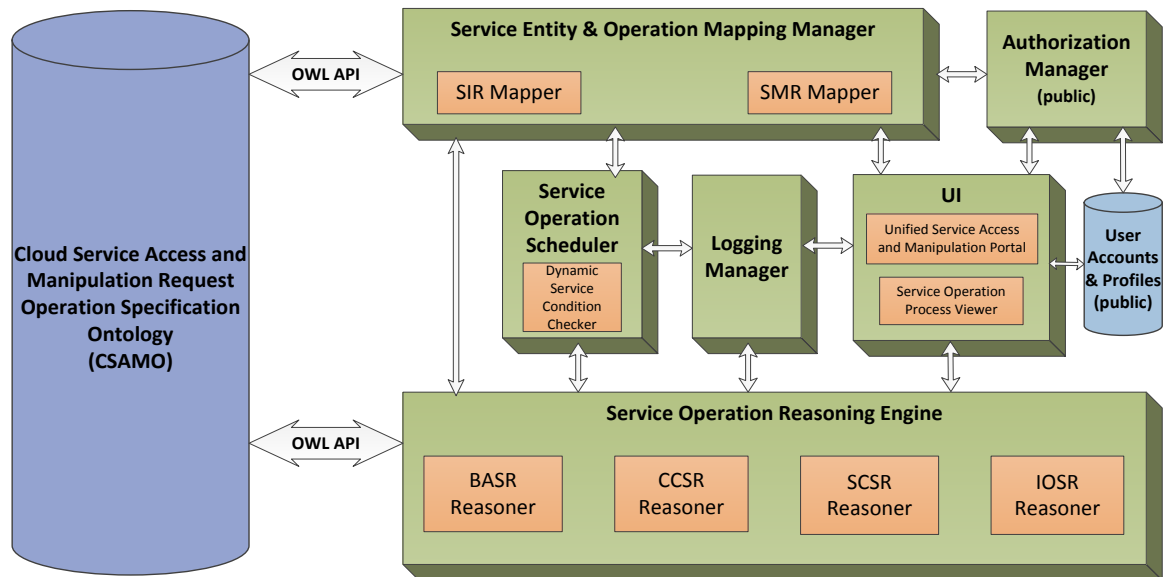 Cloud Service Access and
Manipulation Request
Operation Specification
Ontology
(CSAMO)
OWL API
OWL API
Service Entity & Operation Mapping Manager
SIR Mapper
SMR Mapper
Authorization
Manager
(public)
Service
Operation
Scheduler
Dynamic
Service
Condition
Checker
Logging
Manager
UI
Unified Service Access
and Manipulation Portal
Service Operation
Process Viewer
User
Accounts
& Profiles
(public)
Service Operation Reasoning Engine
BASR
Reasoner
CCSR
Reasoner
SCSR
Reasoner
IOSR
Reasoner